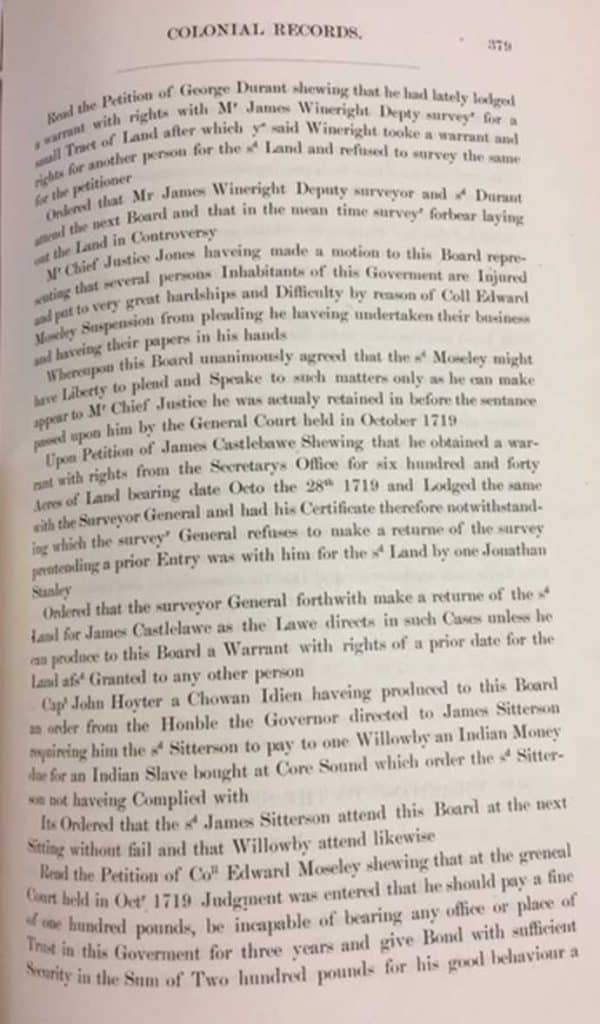 COLONIAL RECORDS.
379
Read the Petition of George Durant shewing that he had lately lodged
a warrant with rights with Mʳ James Wineright Depty surveyʳ for a
small Tract of Land after which yᵉ said Wineright tooke a warrant and
rights for another person for the sᵈ Land and refused to survey the same
for the petitioner
Ordered that Mr James Wineright Deputy surveyor and sᵈ Durant
attend the next Board and that in the mean time surveyʳ forbear laying
out the Land in Controversy
Mʳ Chief Justice Jones haveing made a motion to this Board repre-
senting that several persons Inhabitants of this Goverment are Injured
and put to very great hardships and Difficulty by reason of Coll Edward
Moseley Suspension from pleading he haveing undertaken their business
and haveing their papers in his hands
Whereupon this Board unanimously agreed that the sᵈ Moseley might
have Liberty to plead and Speake to such matters only as he can make
appear to Mʳ Chief Justice he was actualy retained in before the sentance
passed upon him by the General Court held in October 1719
Upon Petition of James Castlebawe Shewing that he obtained a war-
rant with rights from the Secretarys Office for six hundred and forty
Acres of Land bearing date Octo the 28ᵗʰ 1719 and Lodged the same
with the Surveyor General and had his Certificate therefore notwithstand-
ing which the surveyʳ General refuses to make a returne of the survey
prentending a prior Entry was with him for the sᵈ Land by one Jonathan
Stanley
Ordered that the surveyor General forthwith make a returne of the sᵈ
Land for James Castlelawe as the Lawe directs in such Cases unless he
can produce to this Board a Warrant with rights of a prior date for the
Land afsᵈ Granted to any other person
Capᵗ John Hoyter a Chowan Idien haveing produced to this Board
an order from the Honble the Governor directed to James Sitterson
requireing him the sᵈ Sitterson to pay to one Willowby an Indian Money
due for an Indian Slave bought at Core Sound which order the sᵈ Sitter-
son not haveing Complied with
Its Ordered that the sᵈ James Sitterson attend this Board at the next
Sitting without fail and that Willowby attend likewise
Read the Petition of Coˡˡ Edward Moseley shewing that at the greneal
Court held in Octʳ 1719 Judgment was entered that he should pay a fine
of one hundred pounds, be incapable of bearing any office or place of
Trust in this Goverment for three years and give Bond with sufficient
Security in the Sum of Two hundred pounds for his good behaviour a